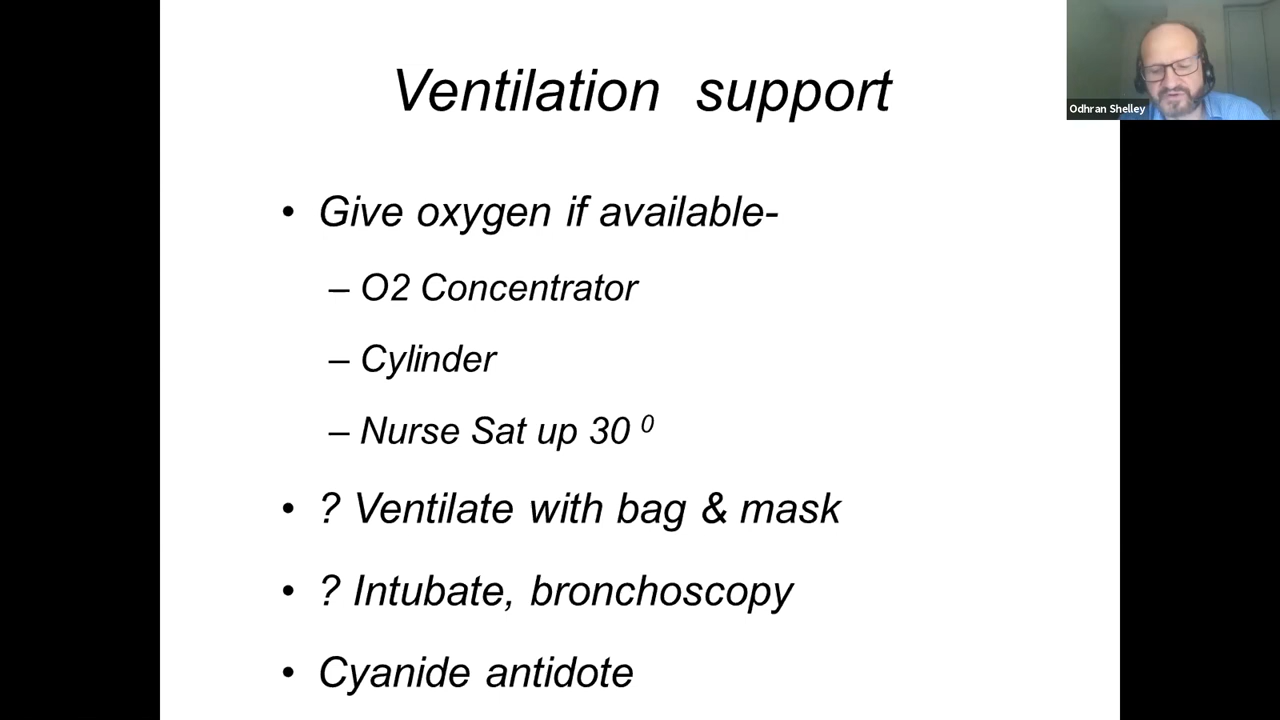 Ventilation support
Odhran Shelley
• Give oxygen if available-
– O2 Concentrator
– Cylinder
– Nurse Sat up 30 ⁰
• ? Ventilate with bag & mask
• ? Intubate, bronchoscopy
• Cyanide antidote